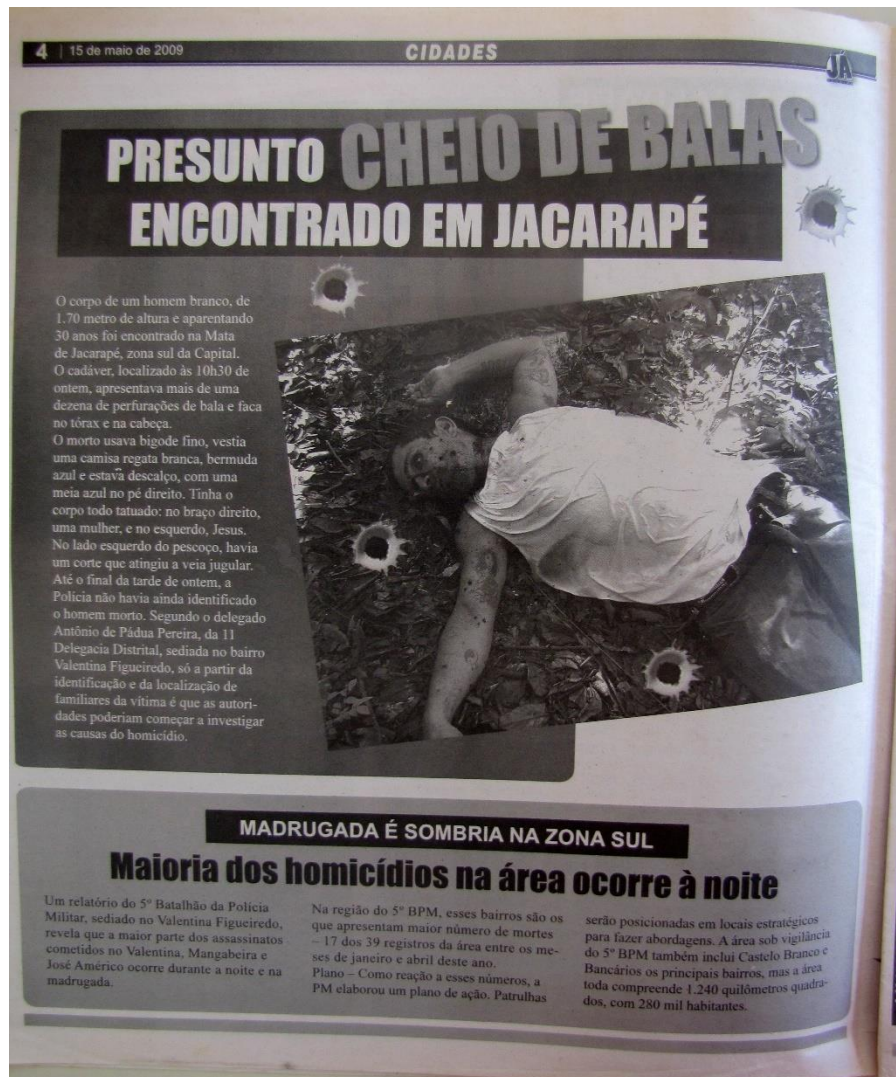 4 | 15 de maio de 2009
CIDADES
JÁ
PRESUNTO CHEIO DE BALAS
ENCONTRADO EM JACARAPÉ
O corpo de um homem branco, de
1.70 metro de altura e aparentando
30 anos foi encontrado na Mata
de Jacarapé, zona sul da Capital.
O cadáver, localizado às 10h30 de
ontem, apresentava mais de uma
dezena de perfurações de bala e faca
no tórax e na cabeça.
O morto usava bigode fino, vestia
uma camisa regata branca, bermuda
azul e estava descalço, com uma
meia azul no pé direito. Tinha o
corpo todo tatuado: no braço direito,
uma mulher, e no esquerdo, Jesus.
No lado esquerdo do pescoço, havia
um corte que atingiu a veia jugular.
Até o final da tarde de ontem, a
Polícia não havia ainda identificado
o homem morto. Segundo o delegado
Antônio de Pádua Pereira, da 11
Delegacia Distrital, sediada no bairro
Valentina Figueiredo, só a partir da
identificação e da localização de
familiares da vítima é que as autori-
dades poderiam começar a investigar
as causas do homicídio.
MADRUGADA É SOMBRIA NA ZONA SUL
Maioria dos homicídios na área ocorre à noite
Um relatório do 5º Batalhão da Polícia
Militar, sediado no Valentina Figueiredo,
revela que a maior parte dos assassinatos
cometidos no Valentina, Mangabeira e
José Américo ocorre durante a noite e na
madrugada.
Na região do 5º BPM, esses bairros são os
que apresentam maior número de mortes
– 17 dos 39 registros da área entre os me-
ses de janeiro e abril deste ano.
Plano – Como reação a esses números, a
PM elaborou um plano de ação. Patrulhas
serão posicionadas em locais estratégicos
para fazer abordagens. A área sob vigilância
do 5º BPM também inclui Castelo Branco e
Bancários os principais bairros, mas a área
toda compreende 1.240 quilômetros quadra-
dos, com 280 mil habitantes.